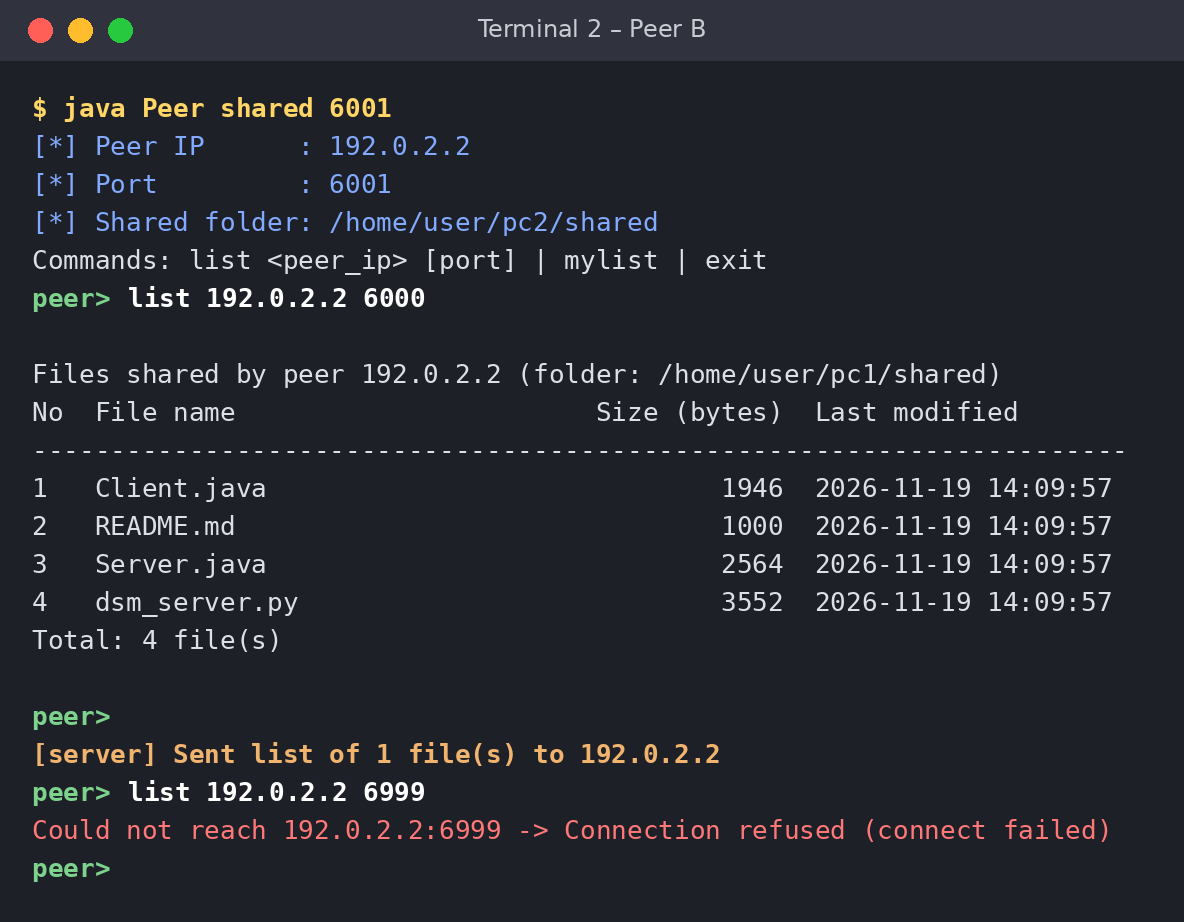 Terminal 2 – Peer B
$ java Peer shared 6001
[*] Peer IP      : 192.0.2.2
[*] Port         : 6001
[*] Shared folder: /home/user/pc2/shared
Commands: list <peer_ip> [port] | mylist | exit
peer> list 192.0.2.2 6000
Files shared by peer 192.0.2.2 (folder: /home/user/pc1/shared)
No  File name                       Size (bytes)  Last modified
----------------------------------------------------------------------
1   Client.java                             1946  2026-11-19 14:09:57
2   README.md                               1000  2026-11-19 14:09:57
3   Server.java                             2564  2026-11-19 14:09:57
4   dsm_server.py                           3552  2026-11-19 14:09:57
Total: 4 file(s)
peer>
[server] Sent list of 1 file(s) to 192.0.2.2
peer> list 192.0.2.2 6999
Could not reach 192.0.2.2:6999 -> Connection refused (connect failed)
peer>